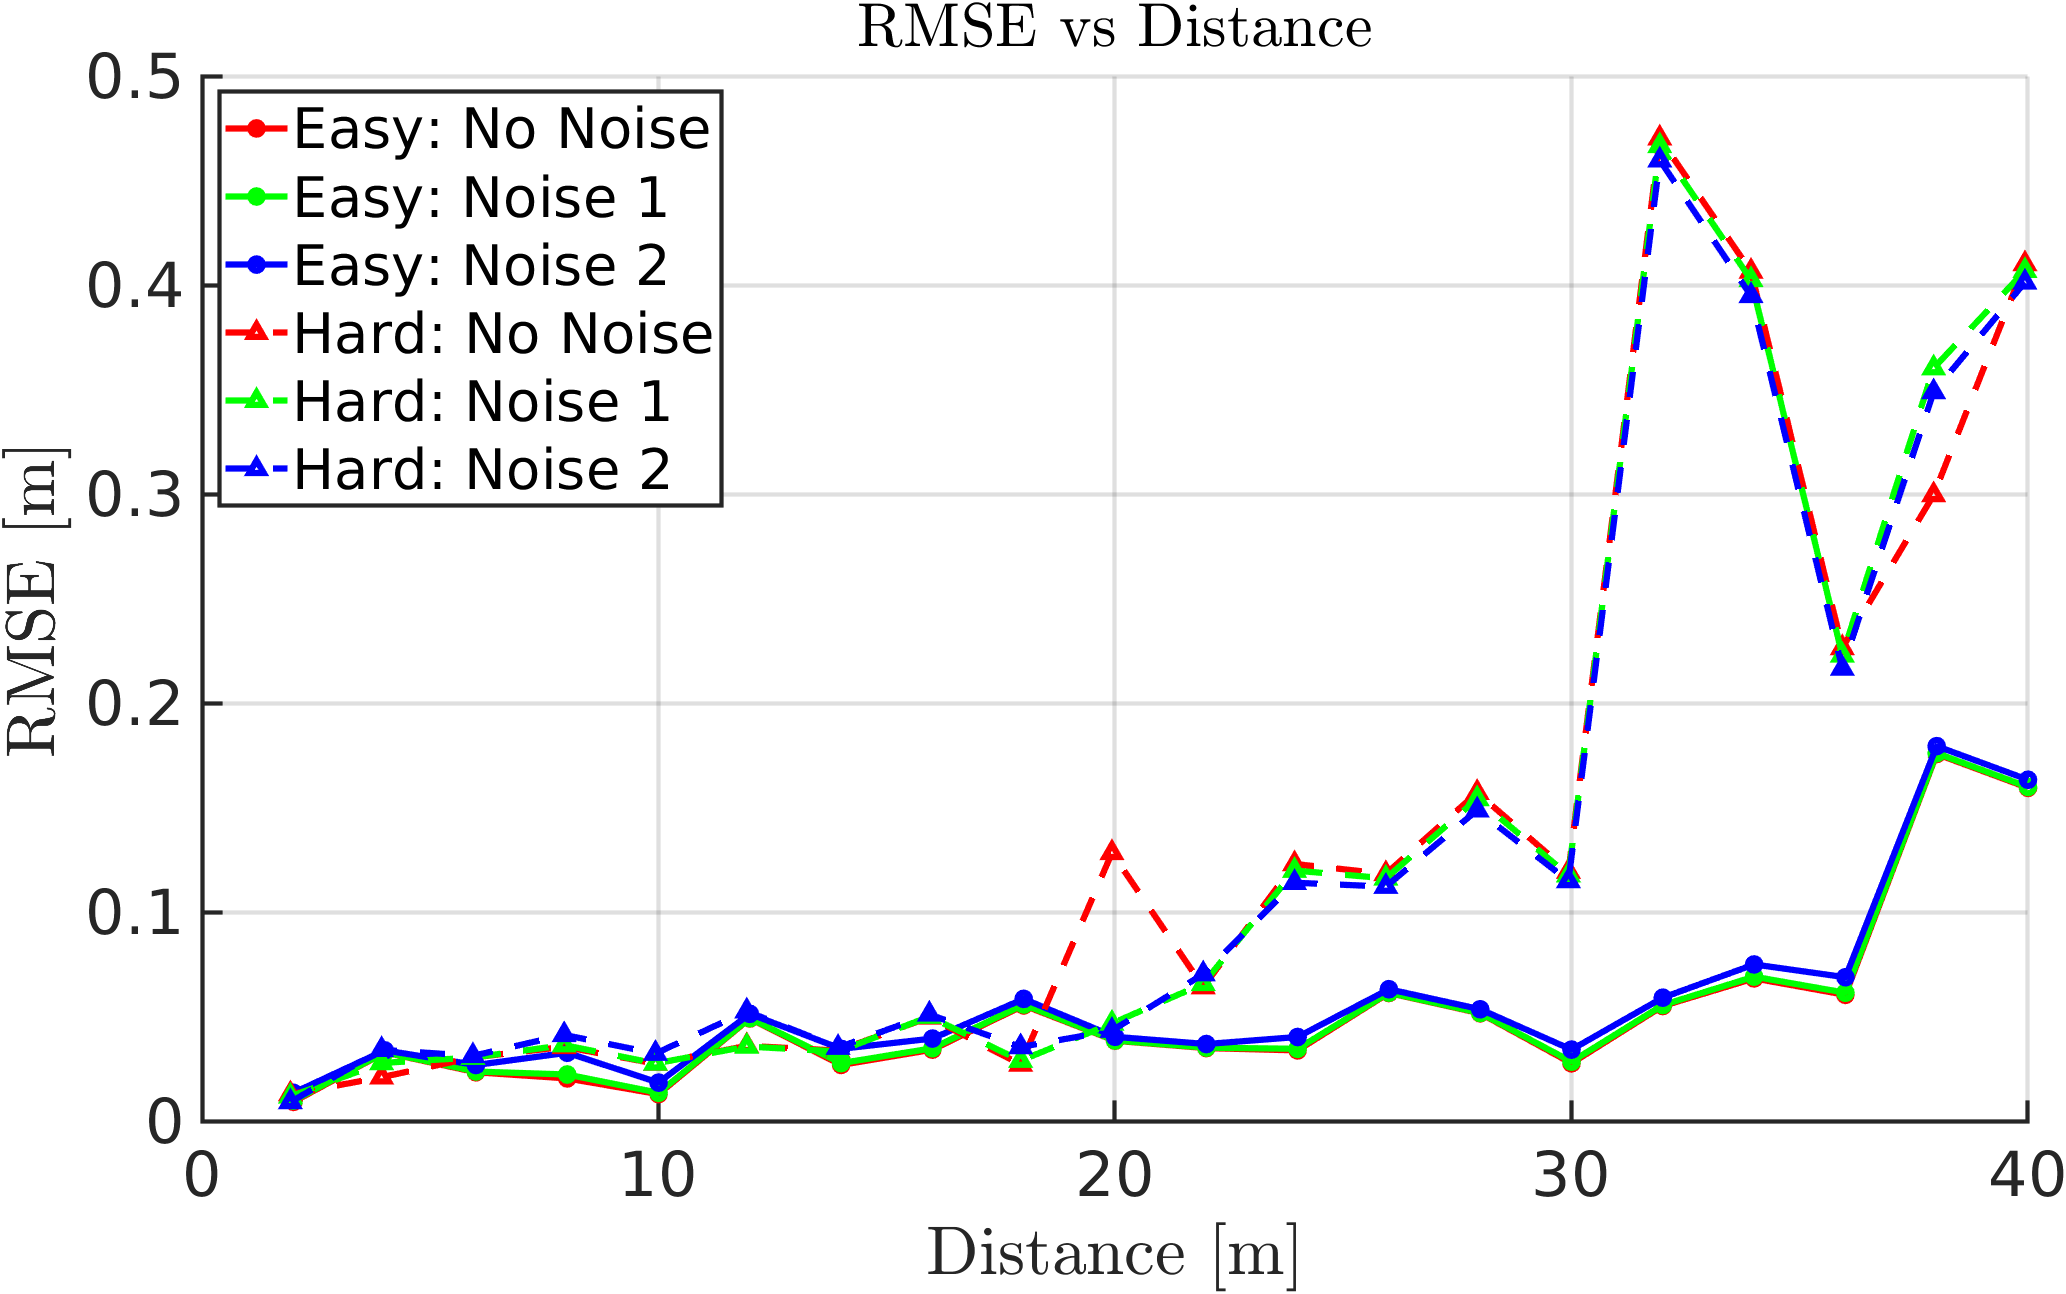 RMSE vs Distance
0.5
0.4
0.3
0.2
0.1
0
RMSE [m]
Easy: No Noise
Easy: Noise 1
Easy: Noise 2
Hard: No Noise
Hard: Noise 1
Hard: Noise 2
0 10 20 30 40
Distance [m]